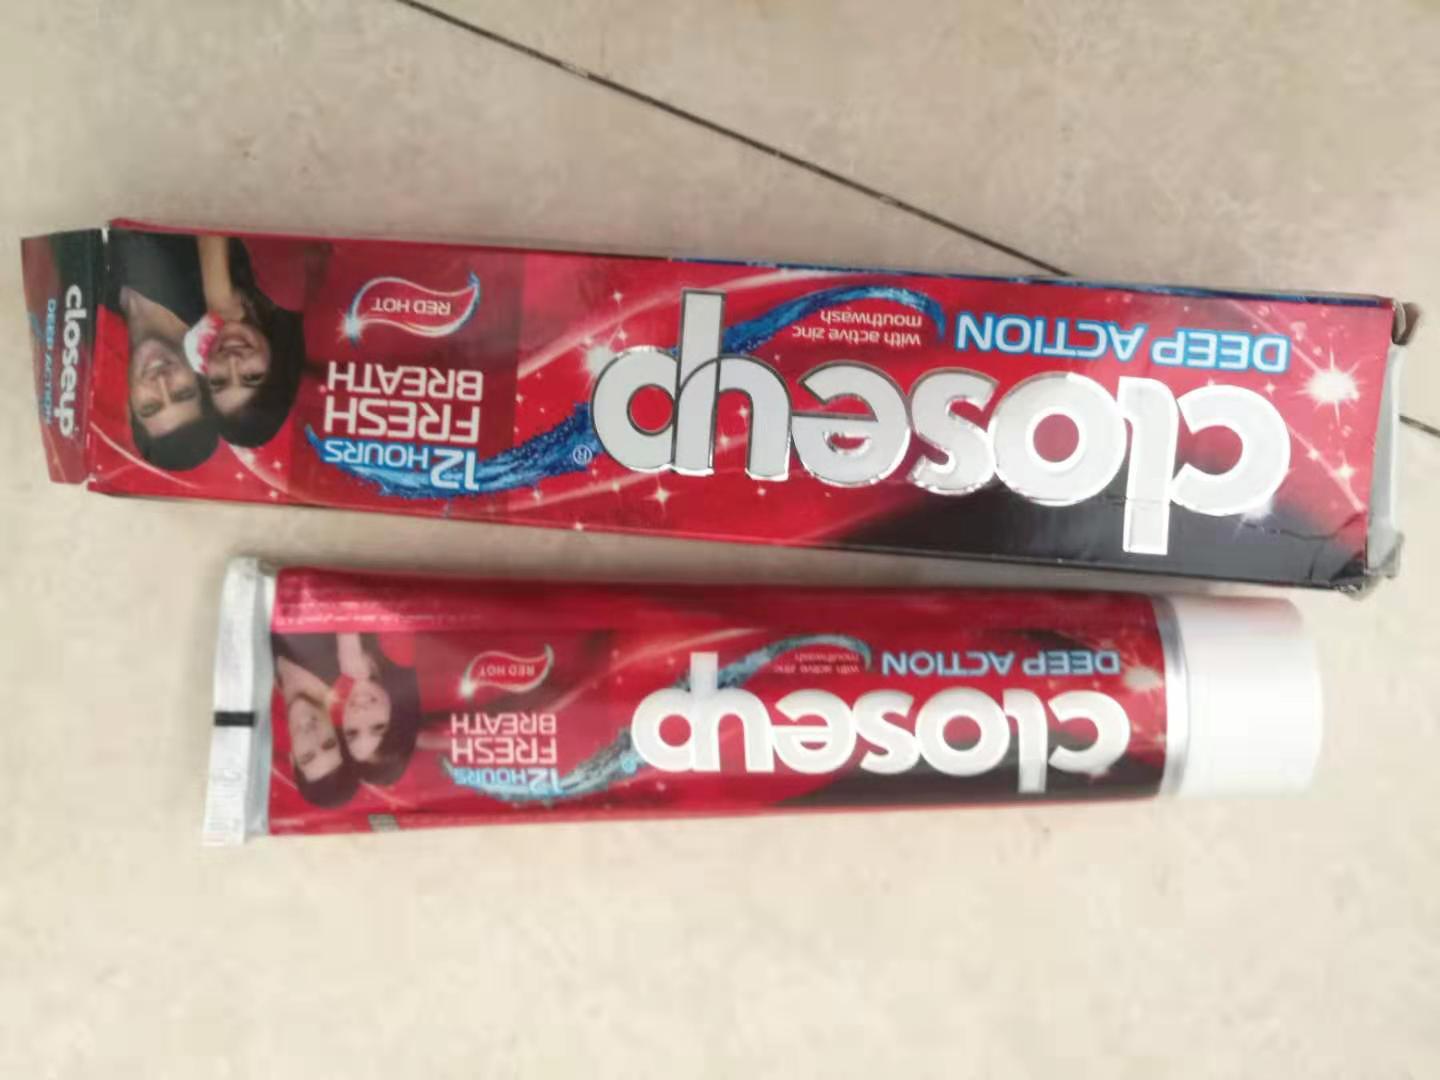 closeup
DEEP ACTION
with active zinc
mouthwash
12 HOURS
FRESH
BREATH
RED HOT
closeup
DEEP ACTION
closeup
DEEP ACTION
with active zinc
mouthwash
12 HOURS
FRESH
BREATH
RED HOT